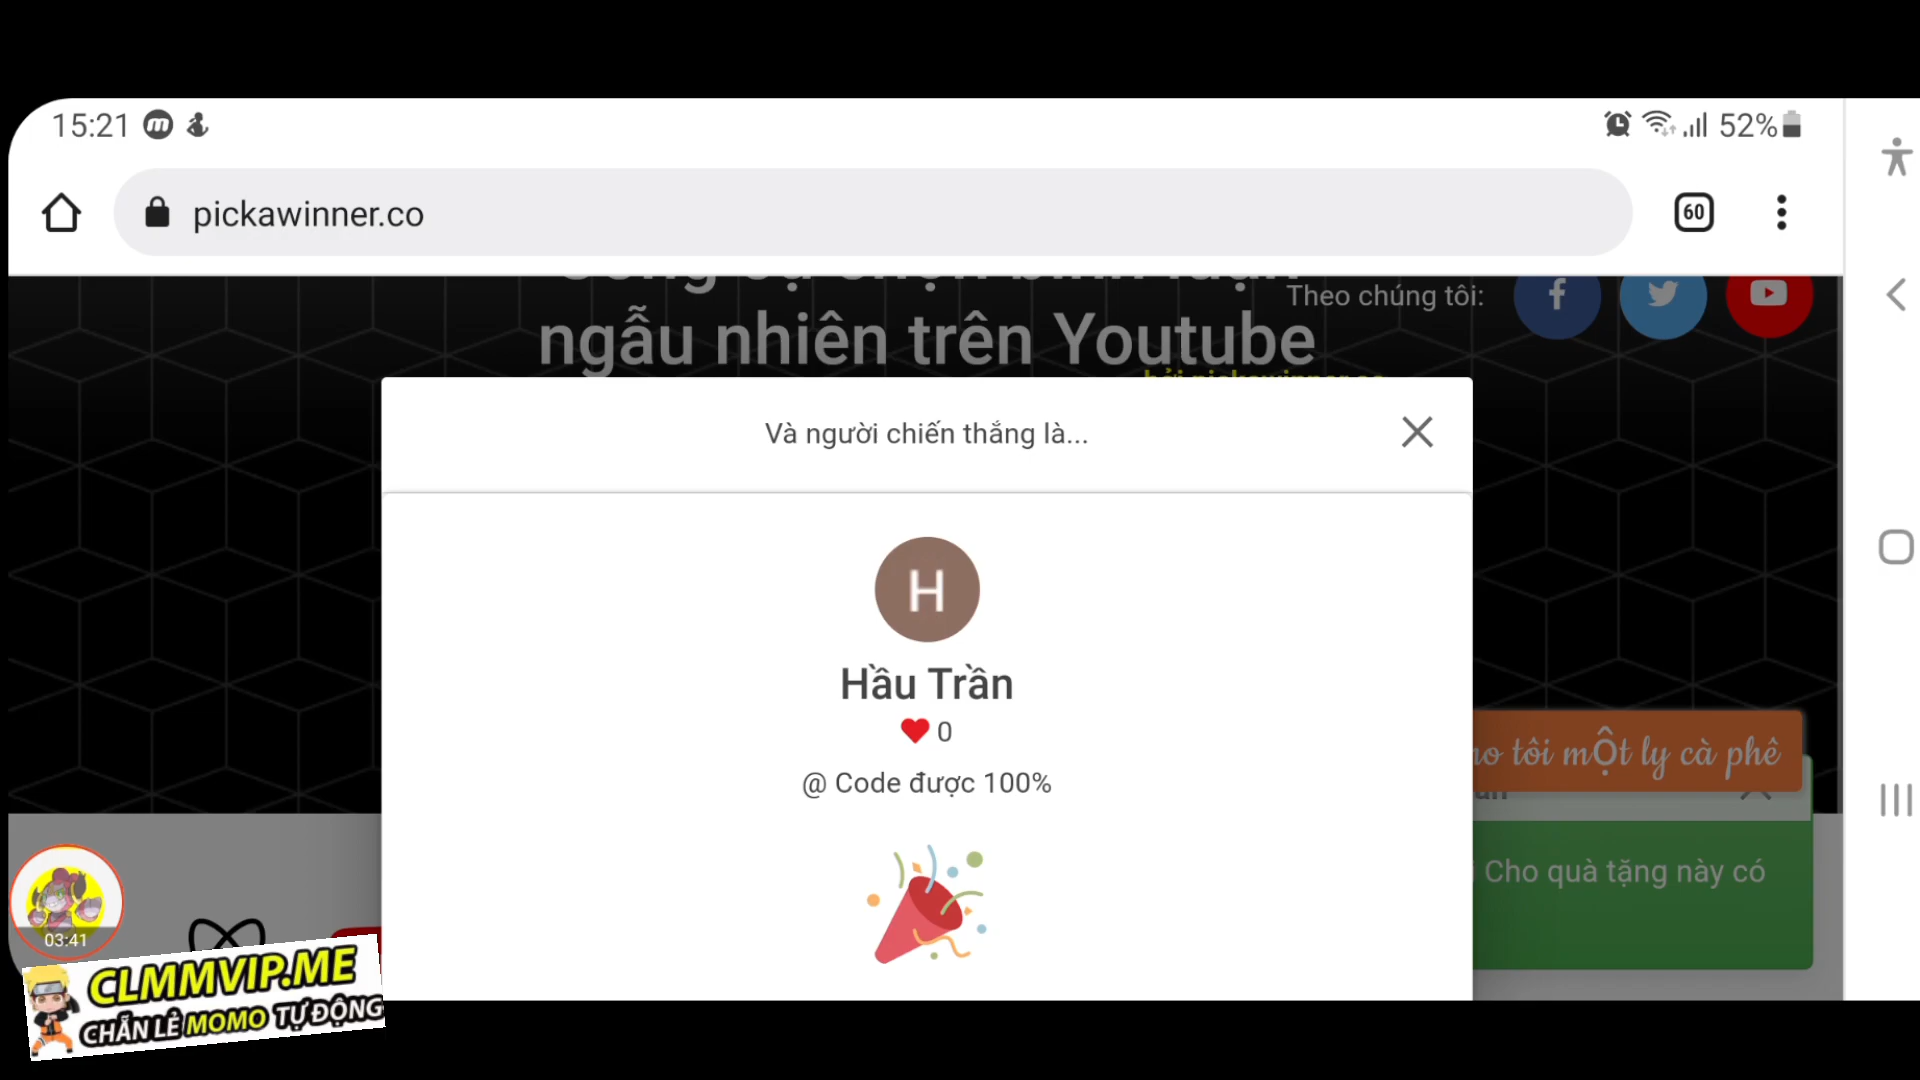 15:21
52%
pickawinner.co
60
Theo chúng tôi:
ngẫu nhiên trên Youtube
Và người chiến thắng là...
H
Hầu Trần
0
@ Code được 100%
tôi mỘt ly cà phê
Cho quà tặng này có
03:41
CLMMVIP.ME
CHẴN LẺ MOMO TỰ ĐỘNG